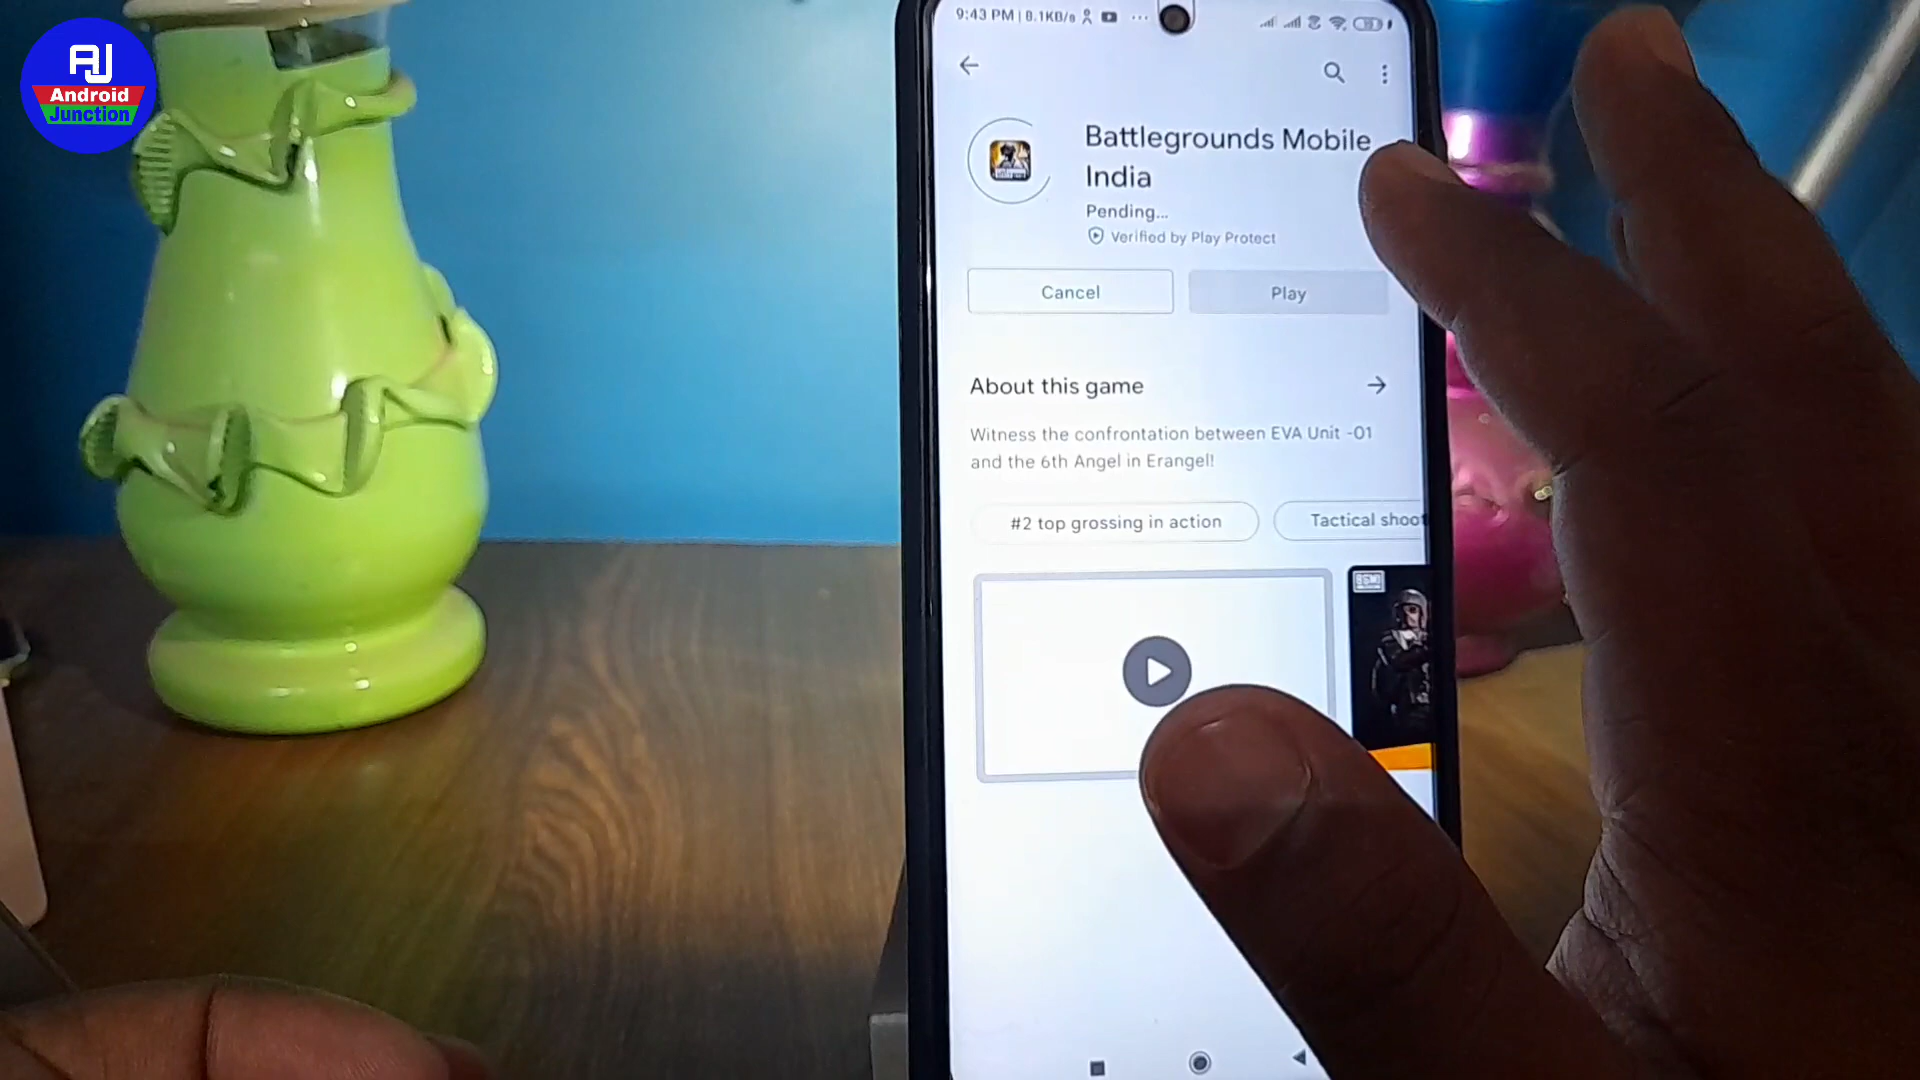 AJ
Android
Junction
9:43 PM | 8.1KB/s
Battlegrounds Mobile
India
Pending...
Verified by Play Protect
Cancel
Play
About this game
Witness the confrontation between EVA Unit -01
and the 6th Angel in Erangel!
#2 top grossing in action
Tactical shoot
BGMI